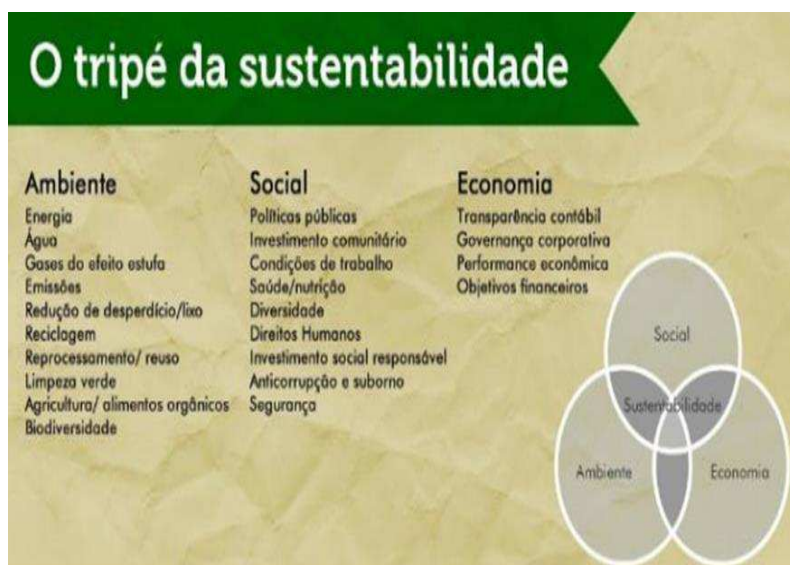 O tripé da sustentabilidade
Ambiente
Energia
Água
Gases do efeito estufa
Emissões
Redução de desperdício/lixo
Reciclagem
Reprocessamento/ reuso
Limpeza verde
Agricultura/ alimentos orgânicos
Biodiversidade
Social
Políticas públicas
Investimento comunitário
Condições de trabalho
Saúde/nutrição
Diversidade
Direitos Humanos
Investimento social responsável
Anticorrupção e suborno
Segurança
Economia
Transparência contábil
Governança corporativa
Performance econômica
Objetivos financeiros
Social
Sustentabilidade
Ambiente
Economia